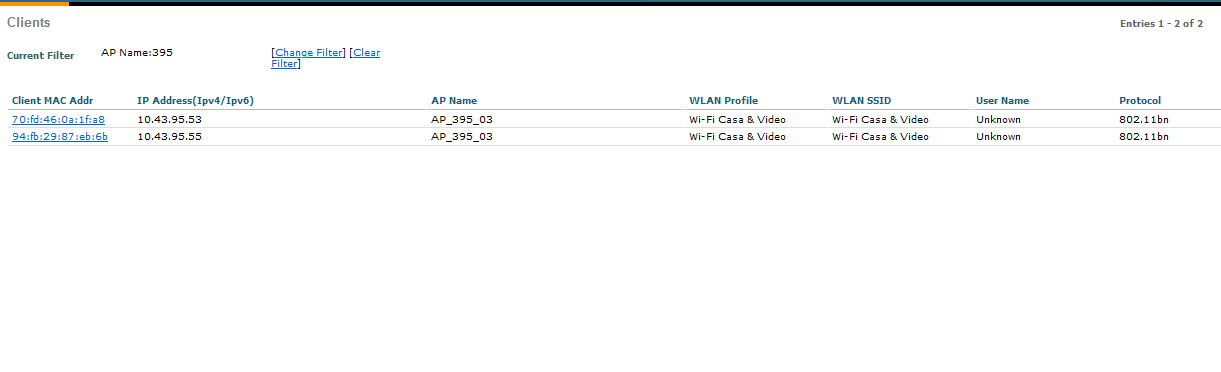 Clients
Entries 1 - 2 of 2
Current Filter AP Name:395 [Change Filter] [Clear
Filter]
Client MAC Addr IP Address(Ipv4/Ipv6) AP Name WLAN Profile WLAN SSID User Name Protocol
70:fd:46:0a:1f:a8 10.43.95.53 AP_395_03 Wi-Fi Casa & Video Wi-Fi Casa & Video Unknown 802.11bn
94:fb:29:87:eb:6b 10.43.95.55 AP_395_03 Wi-Fi Casa & Video Wi-Fi Casa & Video Unknown 802.11bn